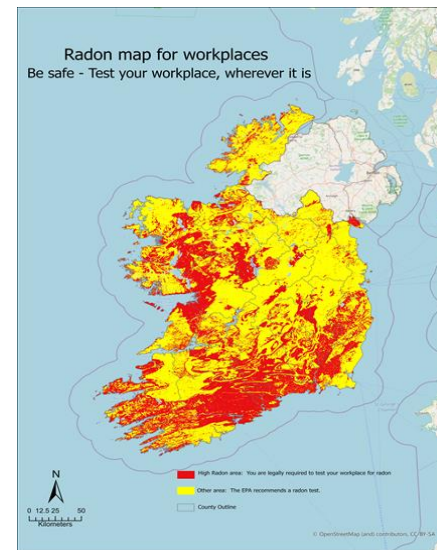 Radon map for workplaces
Be safe - Test your workplace, wherever it is
High Radon area: You are legally required to test your workplace for radon
Other area: The EPA recommends a radon test.
County Outline
N
0 12.5 25 50
Kilometers
© OpenStreetMap (and) contributors, CC-BY-SA